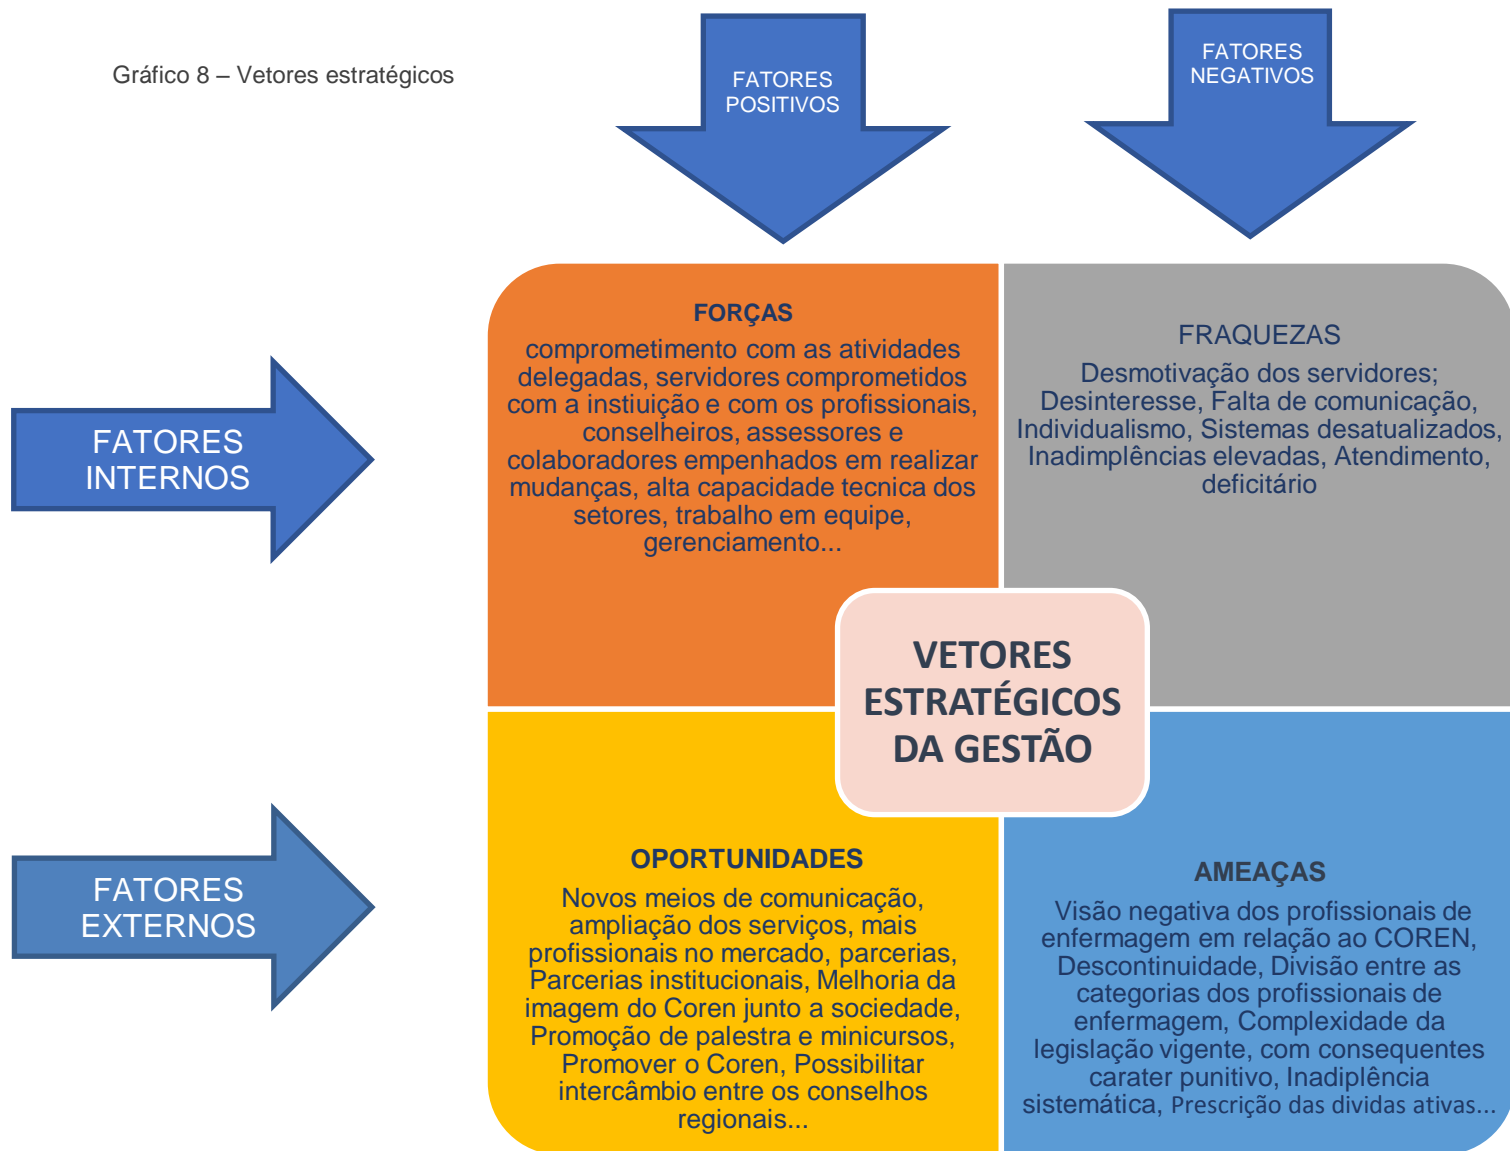 Gráfico 8 – Vetores estratégicos
FATORES
POSITIVOS
FATORES
NEGATIVOS
FATORES
INTERNOS
FORÇAS
comprometimento com as atividades
delegadas, servidores comprometidos
com a instiuição e com os profissionais,
conselheiros, assessores e
colaboradores empenhados em realizar
mudanças, alta capacidade tecnica dos
setores, trabalho em equipe,
gerenciamento...
FRAQUEZAS
Desmotivação dos servidores;
Desinteresse, Falta de comunicação,
Individualismo, Sistemas desatualizados,
Inadimplências elevadas, Atendimento,
deficitário
VETORES
ESTRATÉGICOS
DA GESTÃO
FATORES
EXTERNOS
OPORTUNIDADES
Novos meios de comunicação,
ampliação dos serviços, mais
profissionais no mercado, parcerias,
Parcerias institucionais, Melhoria da
imagem do Coren junto a sociedade,
Promoção de palestra e minicursos,
Promover o Coren, Possibilitar
intercâmbio entre os conselhos
regionais...
AMEAÇAS
Visão negativa dos profissionais de
enfermagem em relação ao COREN,
Descontinuidade, Divisão entre as
categorias dos profissionais de
enfermagem, Complexidade da
legislação vigente, com consequentes
carater punitivo, Inadiplência
sistemática, Prescrição das dividas ativas...